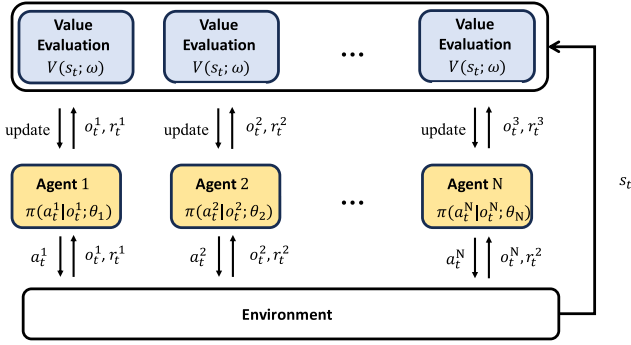 Value Evaluation V(s_t; ω)
Value Evaluation V(s_t; ω)
...
Value Evaluation V(s_t; ω)
update o_t^1, r_t^1
update o_t^2, r_t^2
update o_t^3, r_t^3
Agent 1 π(a_t^1|o_t^1; θ_1)
Agent 2 π(a_t^2|o_t^2; θ_2)
...
Agent N π(a_t^N|o_t^N; θ_N)
s_t
a_t^1 o_t^1, r_t^1
a_t^2 o_t^2, r_t^2
a_t^N o_t^N, r_t^2
Environment